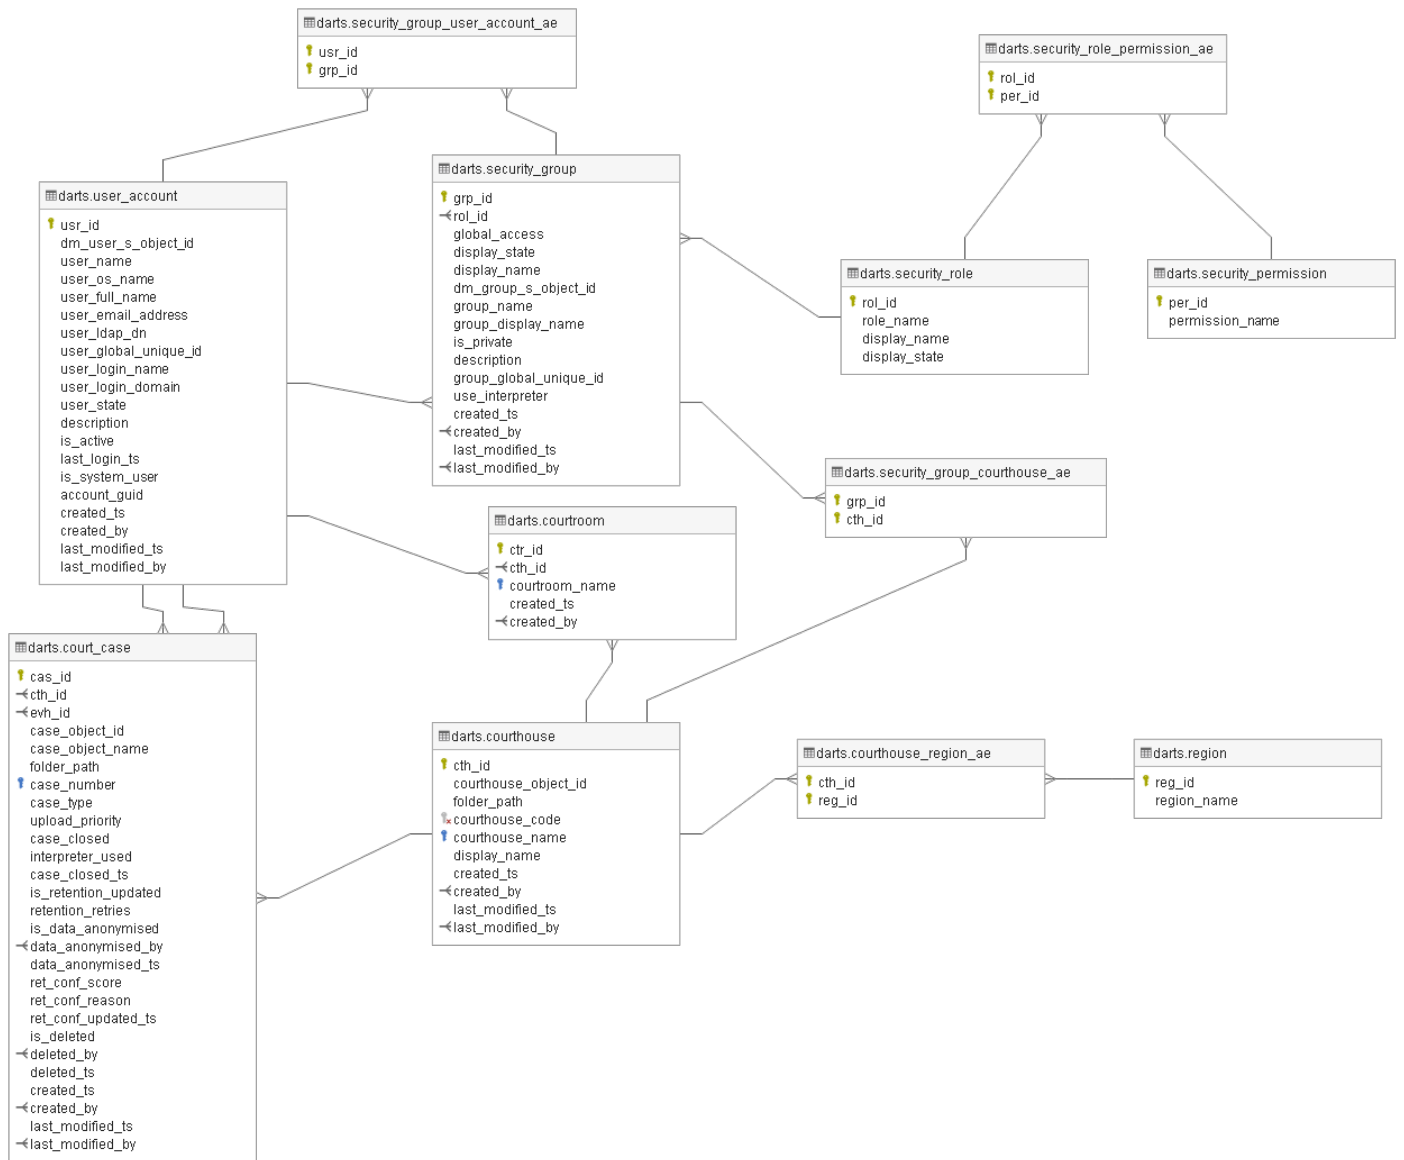 darts.security_group_user_account_ae
usr_id
grp_id
darts.security_role_permission_ae
rol_id
per_id
darts.user_account
usr_id
dm_user_s_object_id
user_name
user_os_name
user_full_name
user_email_address
user_ldap_dn
user_global_unique_id
user_login_name
user_login_domain
user_state
description
is_active
last_login_ts
is_system_user
account_guid
created_ts
created_by
last_modified_ts
last_modified_by
darts.security_group
grp_id
rol_id
global_access
display_state
display_name
dm_group_s_object_id
group_name
group_display_name
is_private
description
group_global_unique_id
use_interpreter
created_ts
created_by
last_modified_ts
last_modified_by
darts.security_role
rol_id
role_name
display_name
display_state
darts.security_permission
per_id
permission_name
darts.security_group_courthouse_ae
grp_id
cth_id
darts.courtroom
ctr_id
cth_id
courtroom_name
created_ts
created_by
darts.court_case
cas_id
cth_id
evh_id
case_object_id
case_object_name
folder_path
case_number
case_type
upload_priority
case_closed
interpreter_used
case_closed_ts
is_retention_updated
retention_retries
is_data_anonymised
data_anonymised_by
data_anonymised_ts
ret_conf_score
ret_conf_reason
ret_conf_updated_ts
is_deleted
deleted_by
deleted_ts
created_ts
created_by
last_modified_ts
last_modified_by
darts.courthouse
cth_id
courthouse_object_id
folder_path
courthouse_code
courthouse_name
display_name
created_ts
created_by
last_modified_ts
last_modified_by
darts.courthouse_region_ae
cth_id
reg_id
darts.region
reg_id
region_name